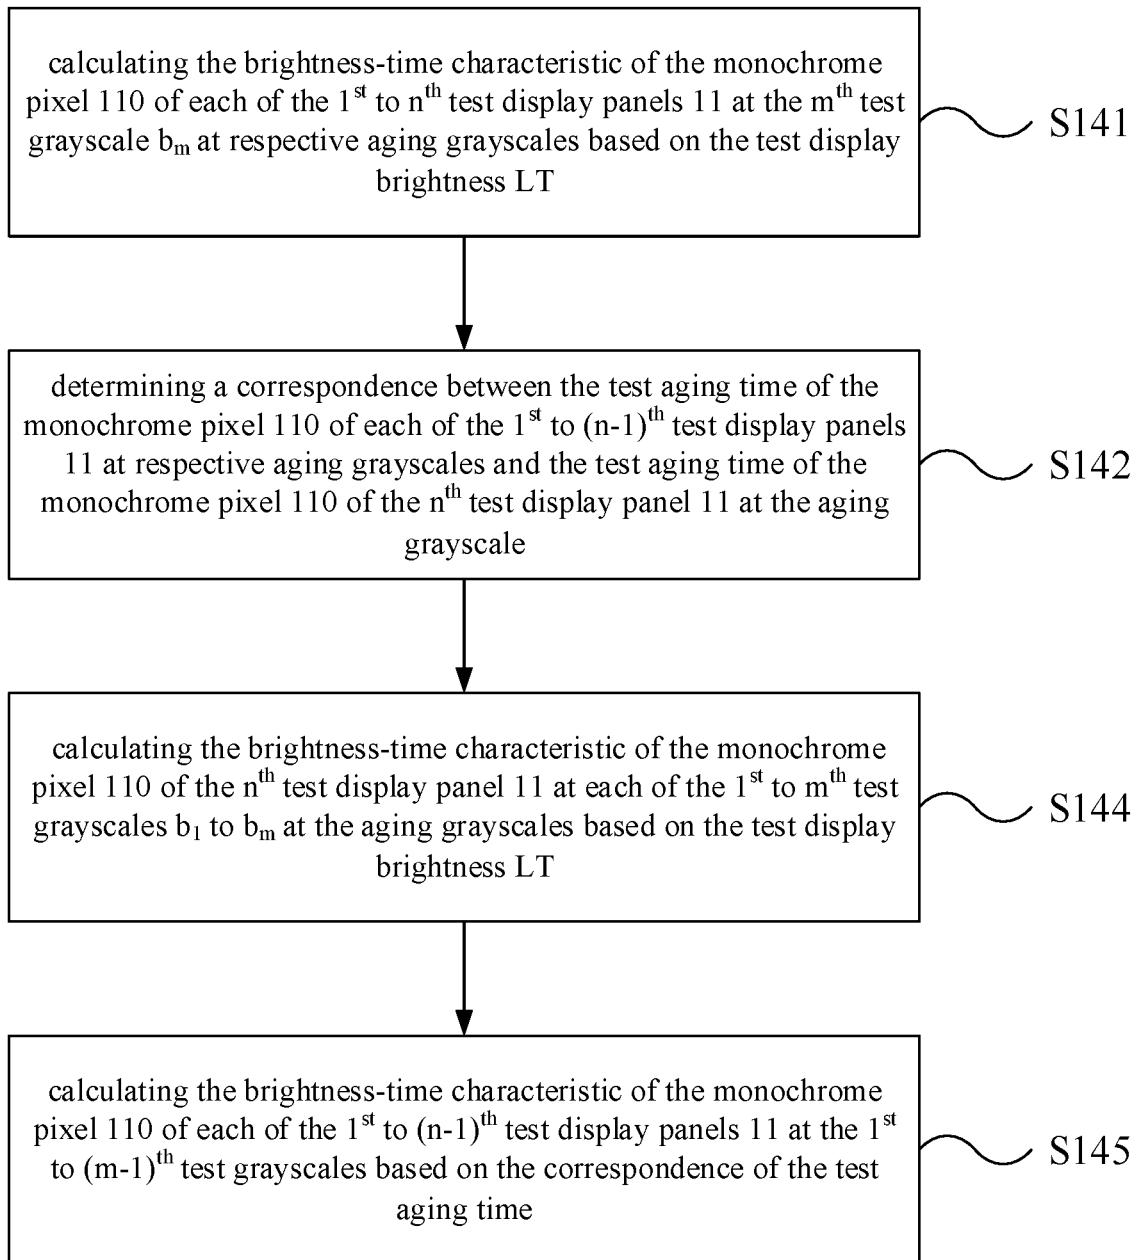 calculating the brightness-time characteristic of the monochrome
pixel 110 of each of the 1st to nth test display panels 11 at the mth test
grayscale bm at respective aging grayscales based on the test display
brightness LT
S141
determining a correspondence between the test aging time of the
monochrome pixel 110 of each of the 1st to (n-1)th test display panels
11 at respective aging grayscales and the test aging time of the
monochrome pixel 110 of the nth test display panel 11 at the aging
grayscale
S142
calculating the brightness-time characteristic of the monochrome
pixel 110 of the nth test display panel 11 at each of the 1st to mth test
grayscales b1 to bm at the aging grayscales based on the test display
brightness LT
S144
calculating the brightness-time characteristic of the monochrome
pixel 110 of each of the 1st to (n-1)th test display panels 11 at the 1st
to (m-1)th test grayscales based on the correspondence of the test
aging time
S145